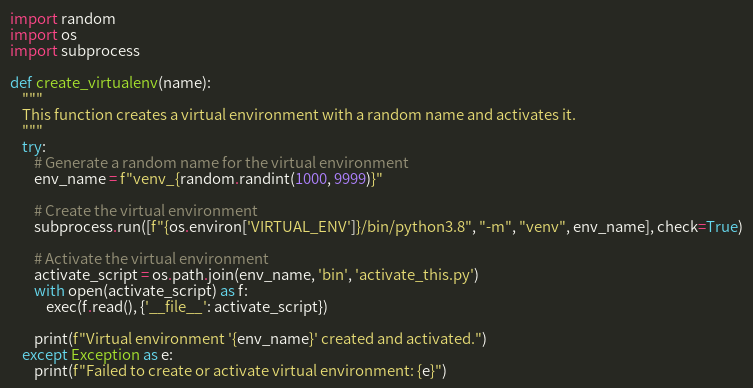 import random
import os
import subprocess

def create_virtualenv(name):
    """
    This function creates a virtual environment with a random name and activates it.
    """
    try:
        # Generate a random name for the virtual environment
        env_name = f"venv_{random.randint(1000, 9999)}"

        # Create the virtual environment
        subprocess.run([f"{os.environ['VIRTUAL_ENV']}/bin/python3.8", "-m", "venv", env_name], check=True)

        # Activate the virtual environment
        activate_script = os.path.join(env_name, 'bin', 'activate_this.py')
        with open(activate_script) as f:
            exec(f.read(), {'__file__': activate_script})

        print(f"Virtual environment '{env_name}' created and activated.")
    except Exception as e:
        print(f"Failed to create or activate virtual environment: {e}")